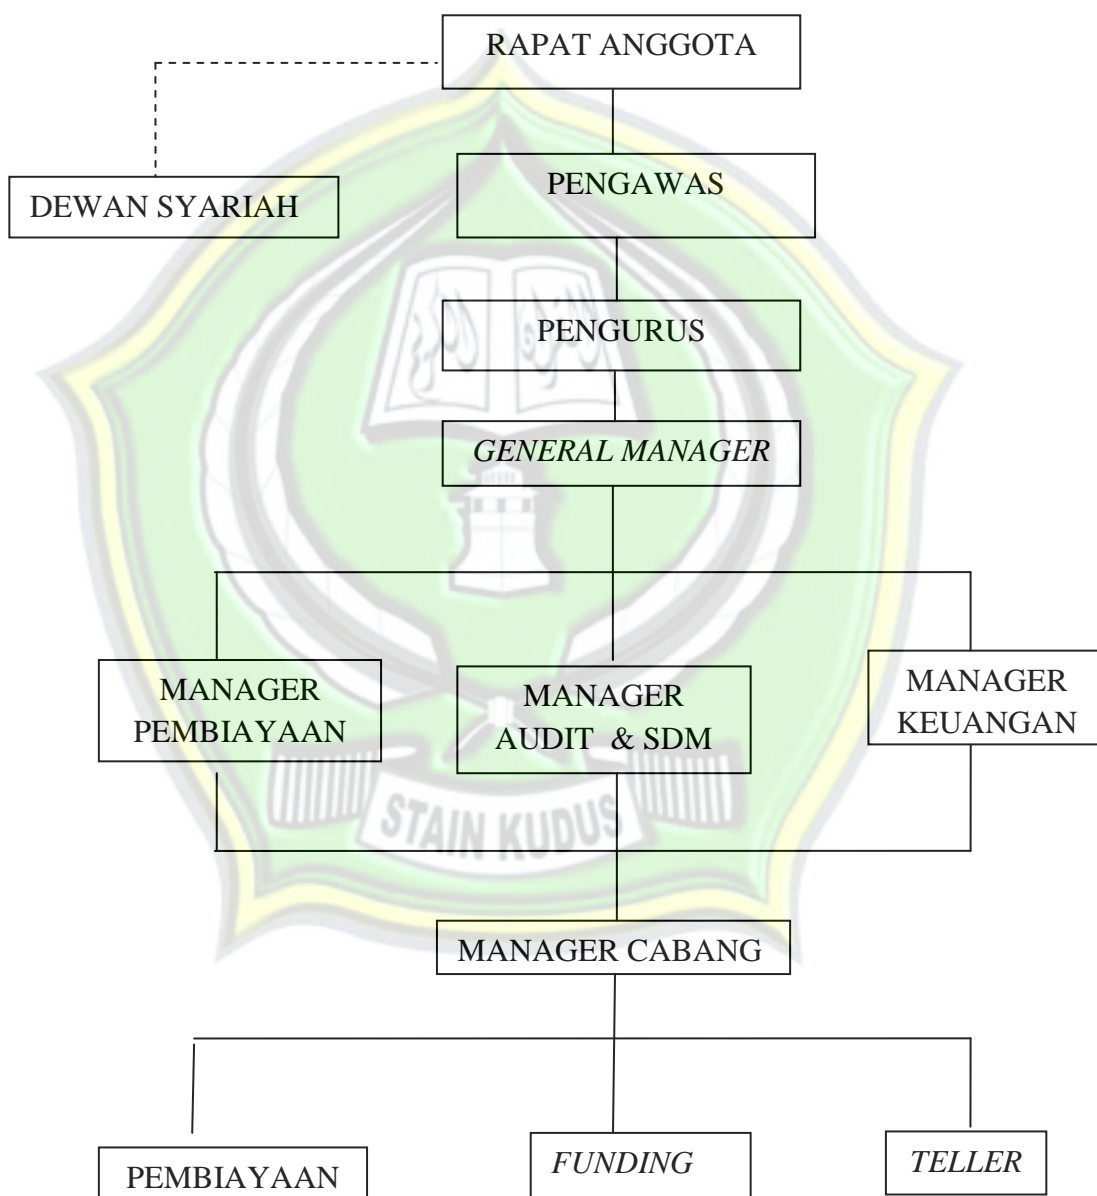 RAPAT ANGGOTA
PENGAWAS
DEWAN SYARIAH
PENGURUS
GENERAL MANAGER
MANAGER
PEMBIAYAAN
MANAGER
AUDIT & SDM
MANAGER
KEUANGAN
STAIN KUDUS
MANAGER CABANG
PEMBIAYAAN
FUNDING
TELLER